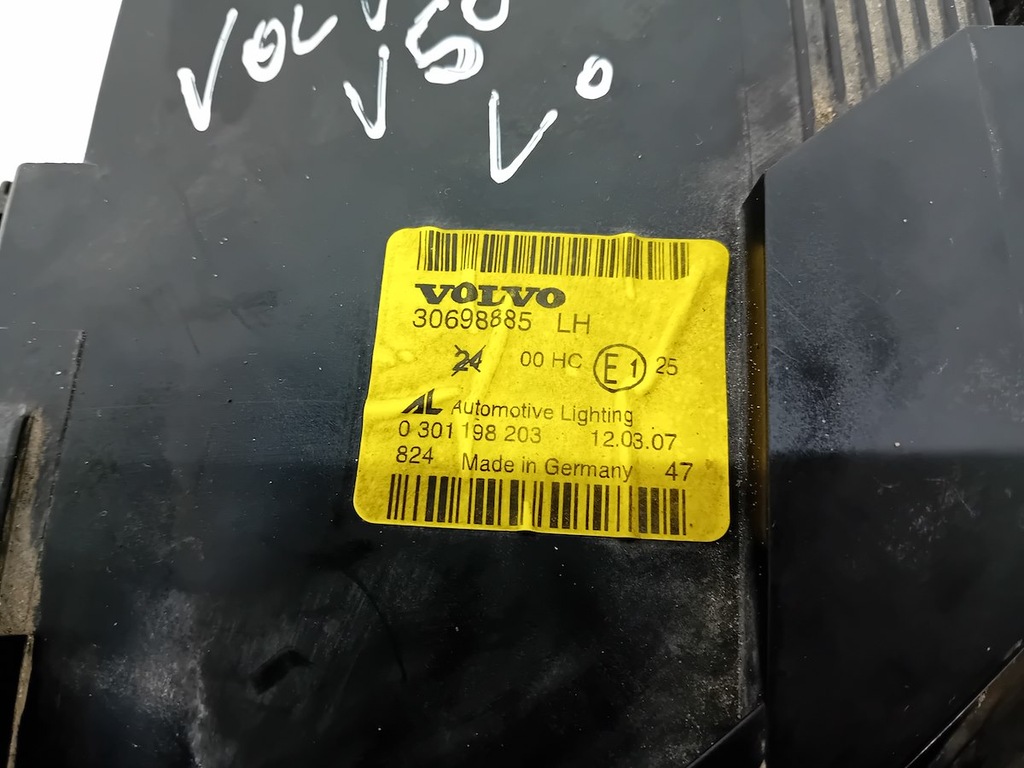 VOLVO
V50
VO
VOLVO
30698885 LH
24 00 HC E1 25
AL Automotive Lighting
0 301 198 203 12.03.07
824 Made in Germany 47